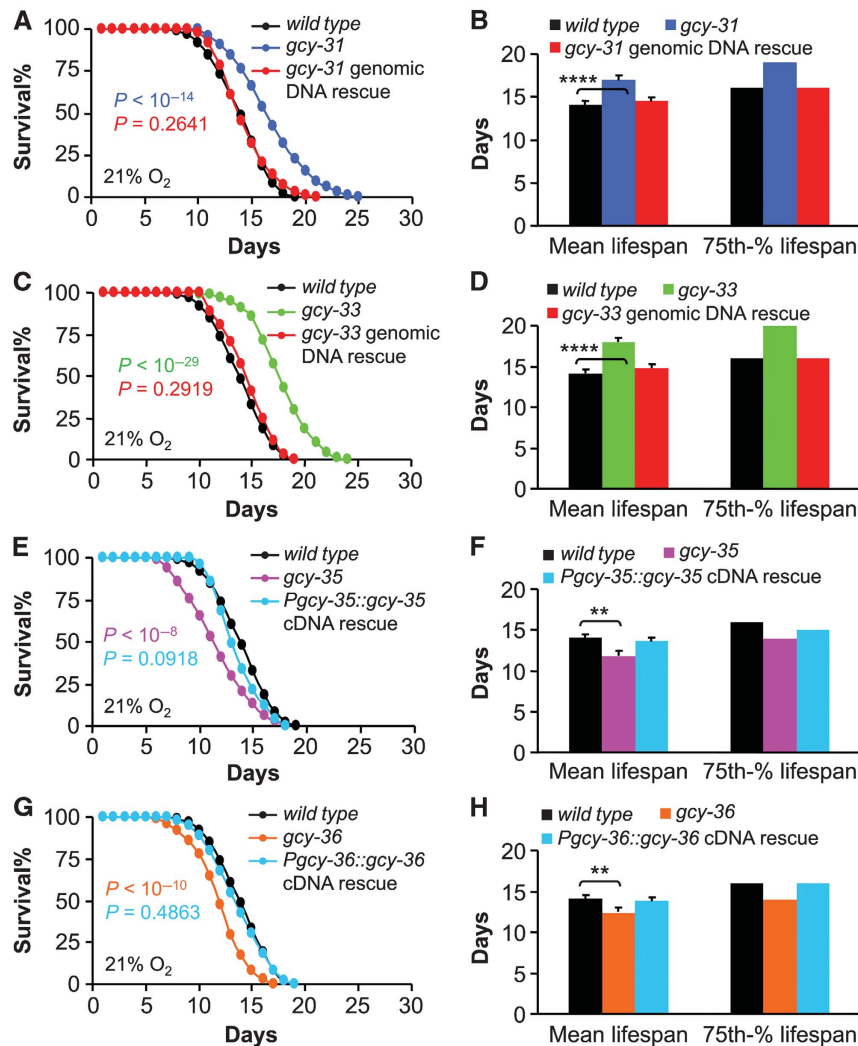 A
100
75
50
25
0
Survival%
wild type
gcy-31
gcy-31 genomic
DNA rescue
P < 10–14
P = 0.2641
21% O2
0 5 10 15 20 25 30
Days
B
wild type gcy-31
gcy-31 genomic DNA rescue
20
15
10
5
0
Days
****
Mean lifespan 75th-% lifespan
C
100
75
50
25
0
Survival%
wild type
gcy-33
gcy-33 genomic
DNA rescue
P < 10–29
P = 0.2919
21% O2
0 5 10 15 20 25 30
Days
D
wild type gcy-33
gcy-33 genomic DNA rescue
20
15
10
5
0
Days
****
Mean lifespan 75th-% lifespan
E
100
75
50
25
0
Survival%
wild type
gcy-35
Pgcy-35::gcy-35
cDNA rescue
P < 10–8
P = 0.0918
21% O2
0 5 10 15 20 25 30
Days
F
wild type gcy-35
Pgcy-35::gcy-35 cDNA rescue
20
15
10
5
0
Days
**
Mean lifespan 75th-% lifespan
G
100
75
50
25
0
Survival%
wild type
gcy-36
Pgcy-36::gcy-36
cDNA rescue
P < 10–10
P = 0.4863
21% O2
0 5 10 15 20 25 30
Days
H
wild type gcy-36
Pgcy-36::gcy-36 cDNA rescue
20
15
10
5
0
Days
**
Mean lifespan 75th-% lifespan